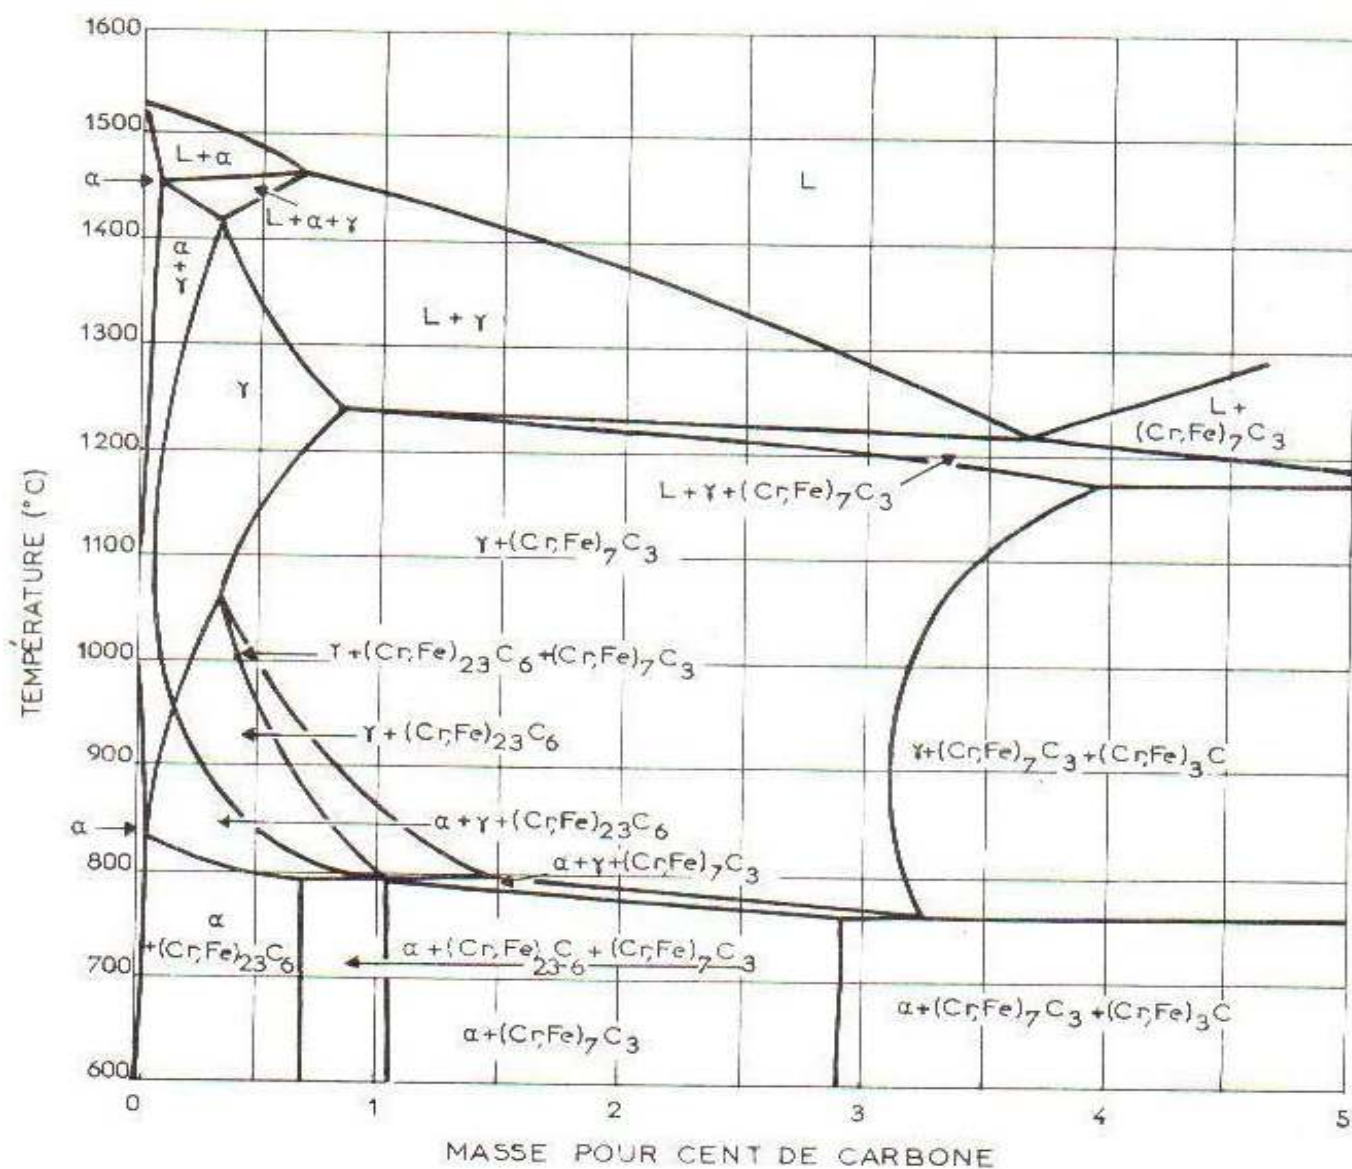 1600
1500
L+α
α
L
L+α+γ
1400
α
+
γ
L + γ
1300
γ
L+
(Cr,Fe)7C3
1200
L+γ+(Cr,Fe)7C3
γ+(Cr,Fe)7C3
1100
γ+(Cr,Fe)23C6+(Cr,Fe)7C3
1000
γ+(Cr,Fe)23C6
γ+(Cr,Fe)7C3+(Cr,Fe)3C
900
α
α+γ+(Cr,Fe)23C6
α+γ+(Cr,Fe)7C3
800
α
+(Cr,Fe)23C6
α+(Cr,Fe)23C6+(Cr,Fe)7C3
700
α+(Cr,Fe)7C3+(Cr,Fe)3C
α+(Cr,Fe)7C3
600
0 1 2 3 4 5
TEMPÉRATURE (°C)
MASSE POUR CENT DE CARBONE